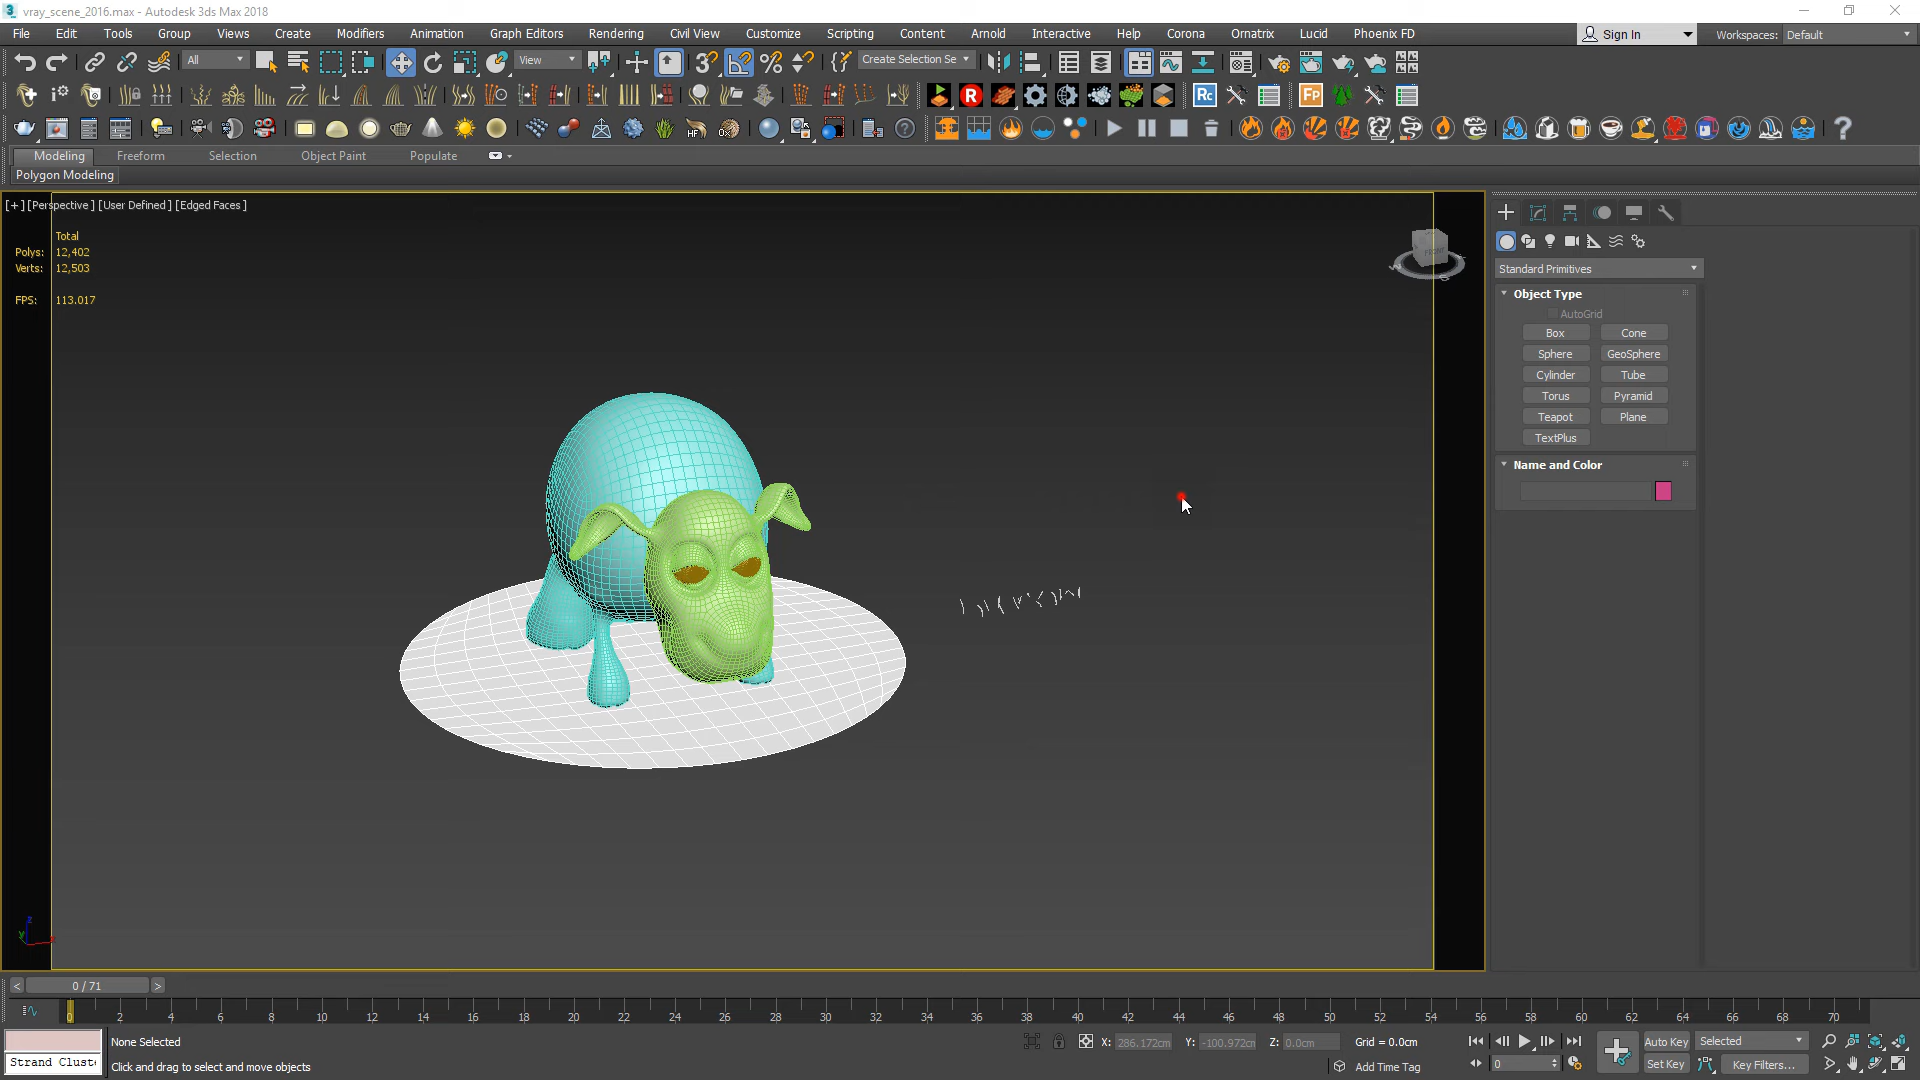 vray_scene_2016.max - Autodesk 3ds Max 2018
File Edit Tools Group Views Create Modifiers Animation Graph Editors Rendering Civil View Customize Scripting Content Arnold Interactive Help Corona Ornatrix Lucid Phoenix FD Sign In Workspaces: Default
All View Create Selection Se
Modeling Freeform Selection Object Paint Populate
Polygon Modeling
[+] [Perspective] [User Defined] [Edged Faces]
Total
Polys: 12,402
Verts: 12,503
FPS: 113.017
Standard Primitives
Object Type
AutoGrid
Box Cone
Sphere GeoSphere
Cylinder Tube
Torus Pyramid
Teapot Plane
TextPlus
Name and Color
0 / 71
0 2 4 6 8 10 12 14 16 18 20 22 24 26 28 30 32 34 36 38 40 42 44 46 48 50 52 54 56 58 60 62 64 66 68 70
None Selected X: 286.172cm Y: -100.972cm Z: 0.0cm Grid = 0.0cm Auto Key Selected
Strand Cluste Click and drag to select and move objects Add Time Tag 0 Set Key Key Filters...